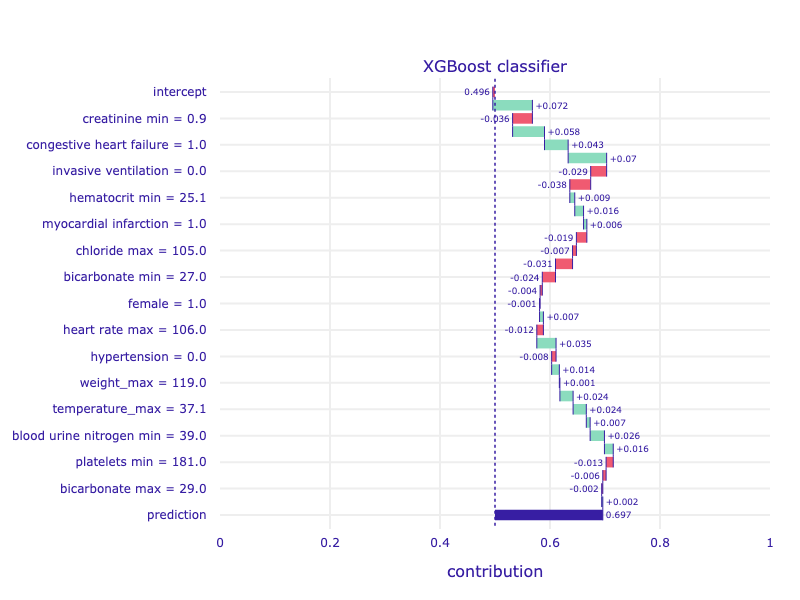 XGBoost classifier
intercept
0.496
+0.072
creatinine min = 0.9
-0.036
+0.058
congestive heart failure = 1.0
+0.043
+0.07
invasive ventilation = 0.0
-0.029
-0.038
hematocrit min = 25.1
+0.009
+0.016
myocardial infarction = 1.0
+0.006
-0.019
chloride max = 105.0
-0.007
-0.031
bicarbonate min = 27.0
-0.024
-0.004
female = 1.0
-0.001
+0.007
heart rate max = 106.0
-0.012
+0.035
hypertension = 0.0
-0.008
+0.014
weight_max = 119.0
+0.001
+0.024
temperature_max = 37.1
+0.024
+0.007
blood urine nitrogen min = 39.0
+0.026
+0.016
platelets min = 181.0
-0.013
-0.006
bicarbonate max = 29.0
-0.002
+0.002
prediction
0.697
0 0.2 0.4 0.6 0.8 1
contribution